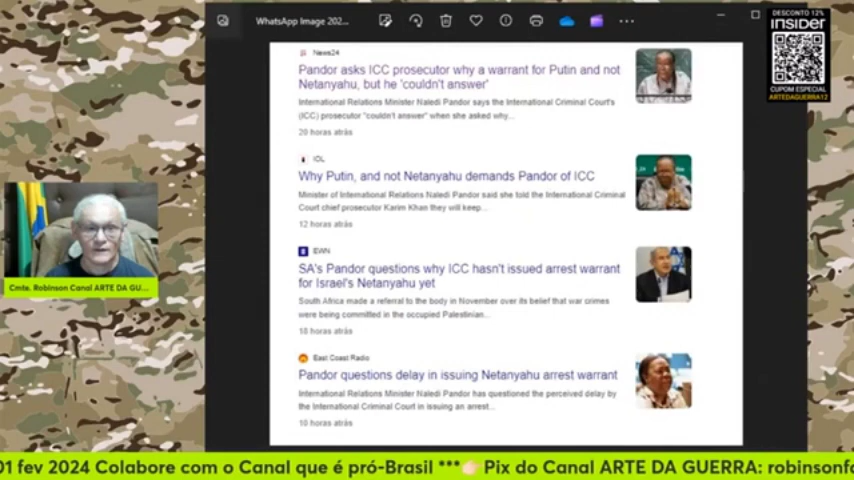 WhatsApp Image 202...
DESCONTO 12%
INSIDER
CUPOM ESPECIAL
ARTEDAGUERRA12
News24
Pandor asks ICC prosecutor why a warrant for Putin and not
Netanyahu, but he 'couldn't answer'
International Relations Minister Naledi Pandor says the International Criminal Court's
(ICC) prosecutor "couldn't answer" when she asked why...
20 horas atrás
IOL
Why Putin, and not Netanyahu demands Pandor of ICC
Minister of International Relations Naledi Pandor said she told the International Criminal
Court chief prosecutor Karim Khan they will keep...
12 horas atrás
EWN
SA's Pandor questions why ICC hasn't issued arrest warrant
for Israel's Netanyahu yet
South Africa made a referral to the body in November over its belief that war crimes
were being committed in the occupied Palestinian...
18 horas atrás
East Coast Radio
Pandor questions delay in issuing Netanyahu arrest warrant
International Relations Minister Naledi Pandor has questioned the perceived delay by
the International Criminal Court in issuing an arrest...
10 horas atrás
Cmte. Robinson Canal ARTE DA GU...
01 fev 2024 Colabore com o Canal que é pró-Brasil *** Pix do Canal ARTE DA GUERRA: robinsonfa